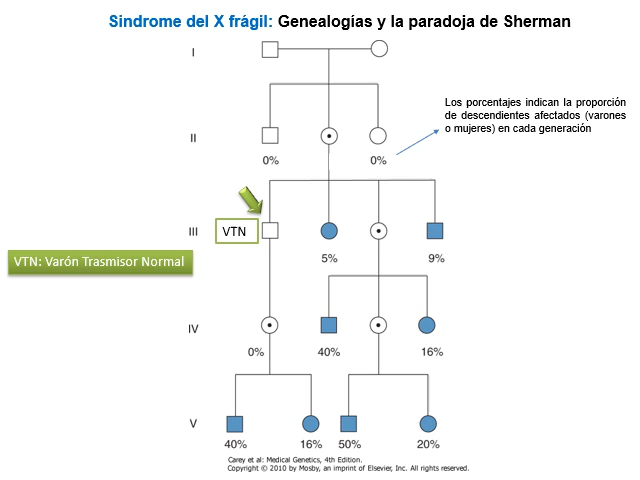 Sindrome del X frágil: Genealogías y la paradoja de Sherman
I
Los porcentajes indican la proporción
de descendientes afectados (varones
o mujeres) en cada generación
II
0%
0%
III
VTN
5%
9%
VTN: Varón Trasmisor Normal
IV
0%
40%
16%
V
40%
16%
50%
20%
Carey et al: Medical Genetics, 4th Edition.
Copyright © 2010 by Mosby, an imprint of Elsevier, Inc. All rights reserved.